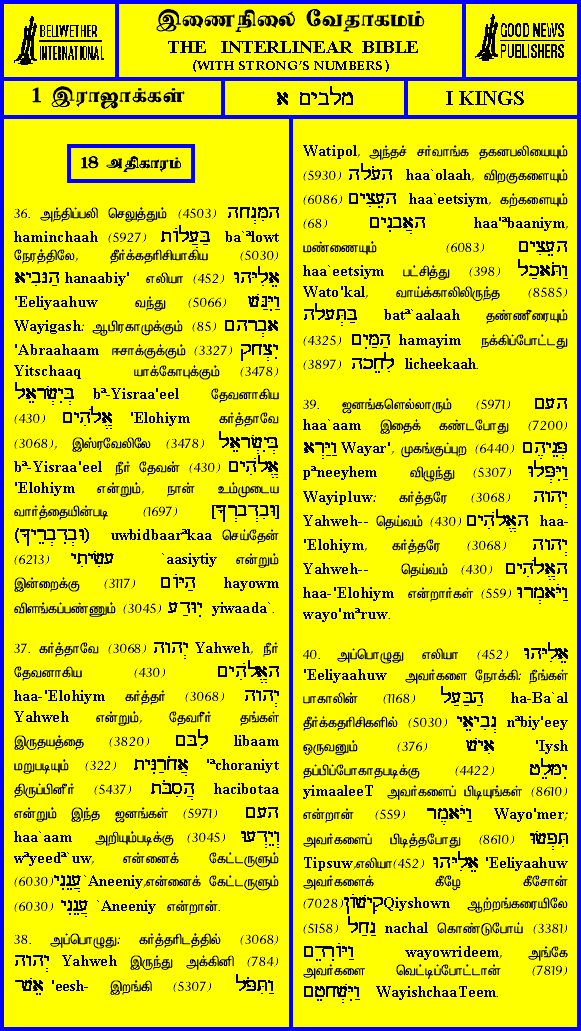 BELIWETHER
INTERNATIONAL
இணைநிலை வேதாகமம்
THE INTERLINEAR BIBLE
(WITH STRONG'S NUMBERS)
GOOD NEWS
PUBLISHERS
1 இராஜாக்கள்
מלבים א
I KINGS
18 அதிகாரம்
36. அந்திப்பலி செலுத்தும் (4503) הַמִּנְחָה
haminchaah (5927) בַּעֲלוֹת ba`ªlowt
நேரத்திலே, தீர்க்கதரிசியாகிய (5030)
הַנָּבִיא hanaabiy' எலியா (452) אֵלִיָּהוּ
'Eeliyaahuw வந்து (5066) וַיִּגַּשׁ
Wayigash: ஆபிரகாமுக்கும் (85) אַבְרָהָם
'Abraahaam ஈசாக்குக்கும் (3327) יִצְחָק
Yitschaaq யாக்கோபுக்கும் (3478)
בְּיִשְׂרָאֵל bª-Yisraa'eel தேவனாகிய
(430) אֱלֹהִים 'Elohiym கர்த்தாவே
(3068), இஸ்ரவேலிலே (3478) בְּיִשְׂרָאֵל
bª-Yisraa'eel நீர் தேவன் (430) אֱלֹהִים
'Elohiym என்றும், நான் உம்முடைய
வார்த்தையின்படி (1697) [וּבִדְבָרְךָ]
(וּבִדְבָרֶיךָ) uwbidbaarªkaa செய்தேன்
(6213) עָשִׂיתִי `aasiytiy என்றும்
இன்றைக்கு (3117) הַיּוֹם hayowm
விளங்கப்பண்ணும் (3045) יִוָּדַע yiwaada`.
37. கர்த்தாவே (3068) יְהוָה Yahweh, நீர்
தேவனாகிய (430) הָאֱלֹהִים
haa-'Elohiym கர்த்தர் (3068) יְהוָה
Yahweh என்றும், தேவரீர் தங்கள்
இருதயத்தை (3820) לִבָּם libaam
மறுபடியும் (322) אֲחֹרַנִּית 'ªchoraniyt
திருப்பினீர் (5437) הֲסִבֹּתָ hacibotaa
என்றும் இந்த ஜனங்கள் (5971) הָעָם
haa`aam அறியும்படிக்கு (3045) וְיֵדְעוּ
wªyeedª`uw, என்னைக் கேட்டருளும்
(6030) עֲנֵנִי `Aneeniy,என்னைக் கேட்டருளும்
(6030) עֲנֵנִי `Aneeniy என்றான்.
38. அப்பொழுது: கர்த்தரிடத்தில் (3068)
יְהוָה Yahweh இருந்து அக்கினி (784)
אֵשׁ 'eesh- இறங்கி (5307) וַתִּפֹּל
Watipol, அந்தச் சர்வாங்க தகனபலியையும்
(5930) הָעֹלָה haa`olaah, விறகுகளையும்
(6086) הָעֵצִים haa`eetsiym, கற்களையும்
(68) הָאֲבָנִים haa'ªbaaniym,
மண்ணையும் (6083) הָעֵצִים
haa`eetsiym பட்சித்து (398) וַתֹּאכַל
Wato'kal, வாய்க்காலிலிருந்த (8585)
בַּתְּעָלָה batª`aalaah தண்ணீரையும்
(4325) הַמַּיִם hamayim நக்கிப்போட்டது
(3897) לִחֵכָה licheekaah.
39. ஜனங்களெல்லாரும் (5971) הָעָם
haa`aam இதைக் கண்டபோது (7200)
וַיַּרְא Wayar', முகங்குப்புற (6440) פְּנֵיהֶם
pªneeyhem விழுந்து (5307) וַיִּפְּלוּ
Wayipluw: கர்த்தரே (3068) יְהוָה
Yahweh-- தெய்வம் (430) הָאֱלֹהִים haa-
'Elohiym, கர்த்தரே (3068) יְהוָה
Yahweh-- தெய்வம் (430) הָאֱלֹהִים
haa-'Elohiym என்றார்கள் (559) וַיֹּאמְרוּ
wayo'mªruw.
40. அப்பொழுது எலியா (452) אֵלִיָּהוּ
'Eeliyaahuw அவர்களை நோக்கி: நீங்கள்
பாகாலின் (1168) הַבַּעַל ha-Ba`al
தீர்க்கதரிசிகளில் (5030) נְבִיאֵי nªbiy'eey
ஒருவனும் (376) אִישׁ 'Iysh
தப்பிப்போகாதபடிக்கு (4422) יִמָּלֵט
yimaaleeT அவர்களைப் பிடியுங்கள் (8610)
என்றான் (559) וַיֹּאמֶר Wayo'mer;
அவர்களைப் பிடித்தபோது (8610) תִּפְשׂוּ
Tipsuw,எலியா(452) אֵלִיָּהוּ 'Eeliyaahuw
அவர்களைக் கீழே கீசோன்
(7028) קִישׁוֹן Qiyshown ஆற்றங்கரையிலே
(5158) נַחַל nachal கொண்டுபோய் (3381)
וַיּוֹרִדֵם wayowrideem, அங்கே
அவர்களை வெட்டிப்போட்டான் (7819)
וַיִּשְׁחָטֵם WayishchaaTeem.